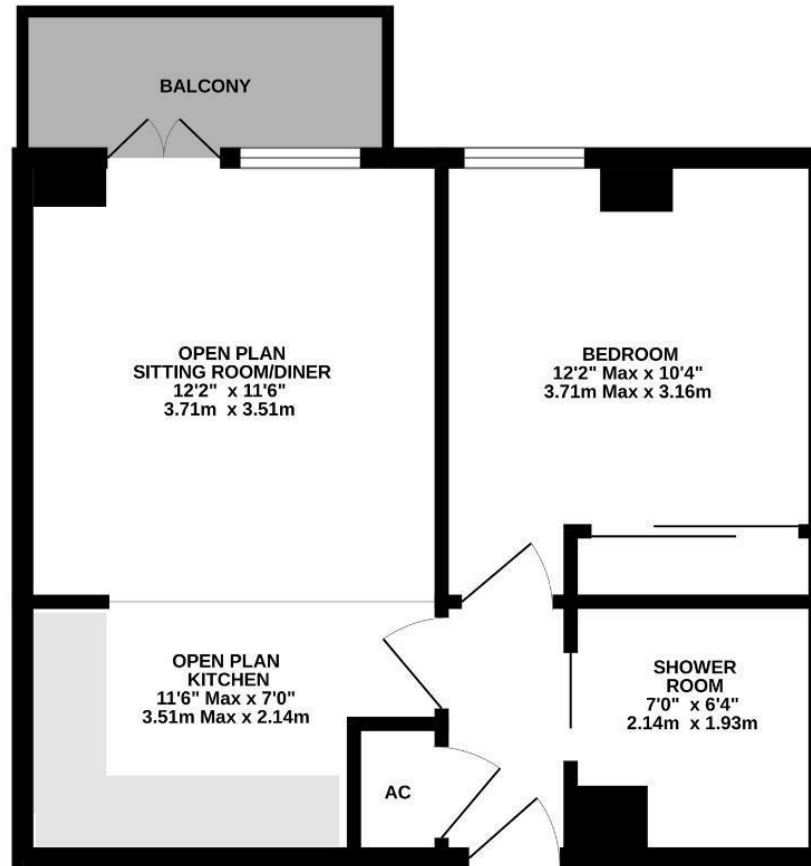 BALCONY
OPEN PLAN
SITTING ROOM/DINER
12'2" x 11'6"
3.71m x 3.51m
BEDROOM
12'2" Max x 10'4"
3.71m Max x 3.16m
OPEN PLAN
KITCHEN
11'6" Max x 7'0"
3.51m Max x 2.14m
SHOWER
ROOM
7'0" x 6'4"
2.14m x 1.93m
AC